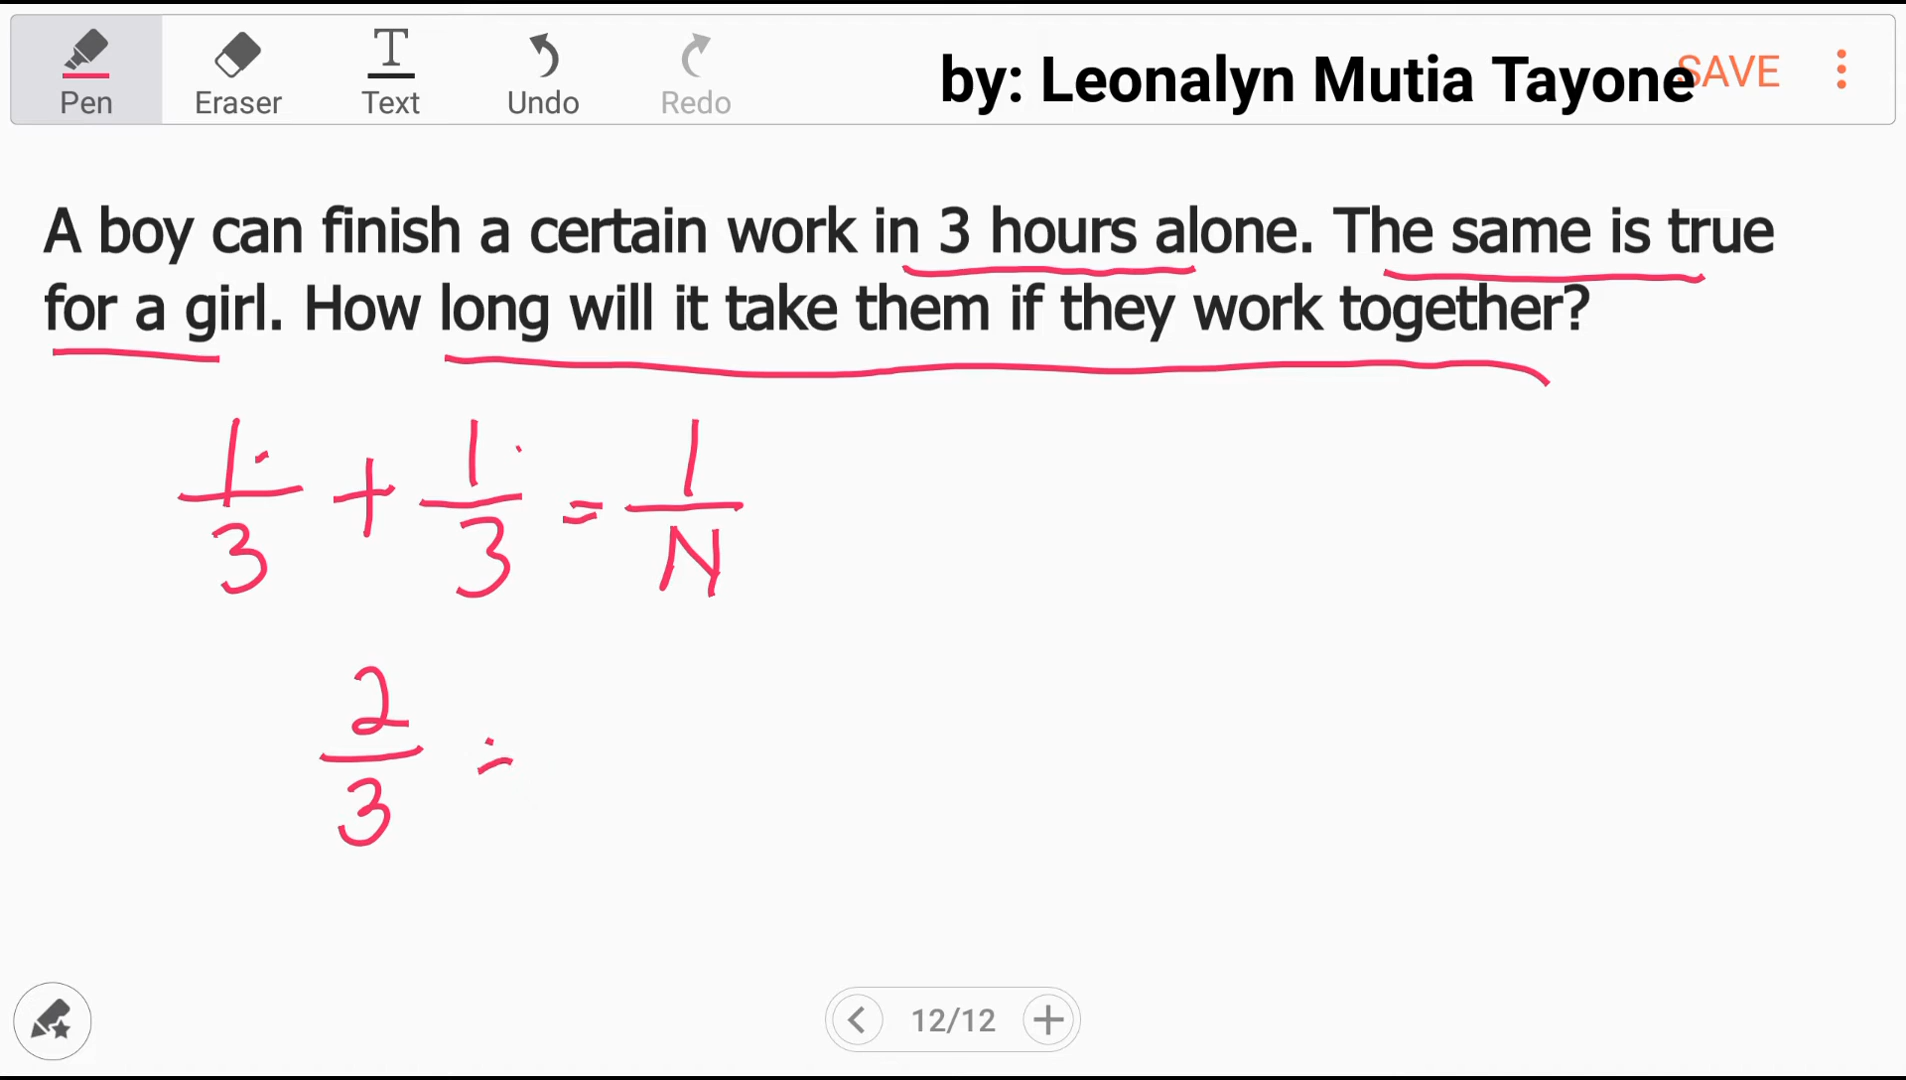 Pen Eraser Text Undo Redo by: Leonalyn Mutia Tayone SAVE
A boy can finish a certain work in 3 hours alone. The same is true
for a girl. How long will it take them if they work together?
1/3 + 1/3 = 1/N
2/3 =
12/12